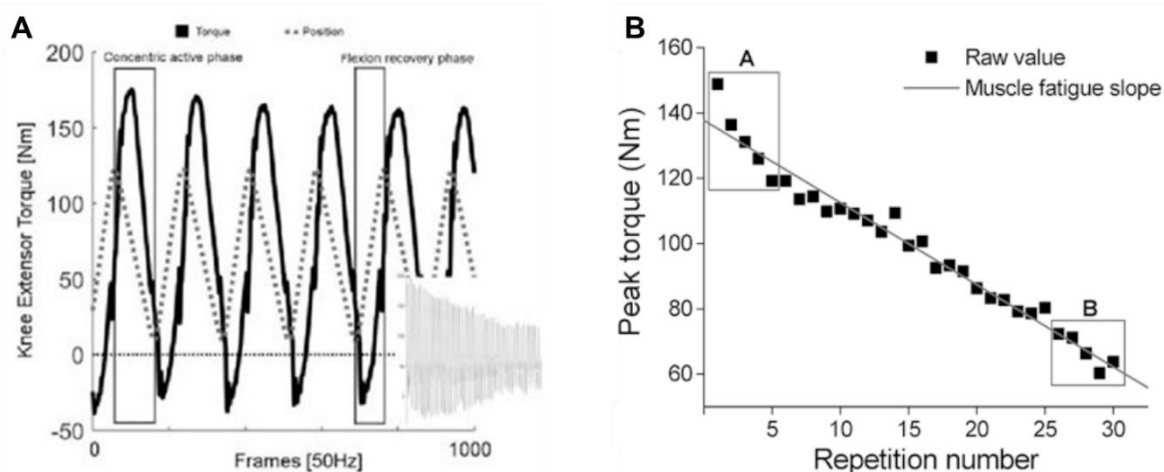 A
Torque Position
Concentric active phase Flexion recovery phase
Knee Extensor Torque [Nm]
200
150
100
50
0
-50
0 1000
Frames [50Hz]
B
Peak torque (Nm)
160
140
120
100
80
60
A
Raw value
Muscle fatigue slope
B
5 10 15 20 25 30
Repetition number